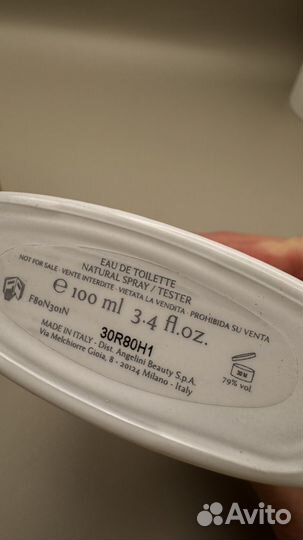 EAU DE TOILETTE
NATURAL SPRAY / TESTER
NOT FOR SALE - VENTE INTERDITE - VIETATA LA VENDITA - PROHIBIDA SU VENTA
℮ 100 ml 3.4 fl.oz.
F80N301N
30R80H1
MADE IN ITALY - Dist. Angelini Beauty S.p.A.
Via Melchiorre Gioia, 8 - 20124 Milano - Italy
79% vol.
Avito